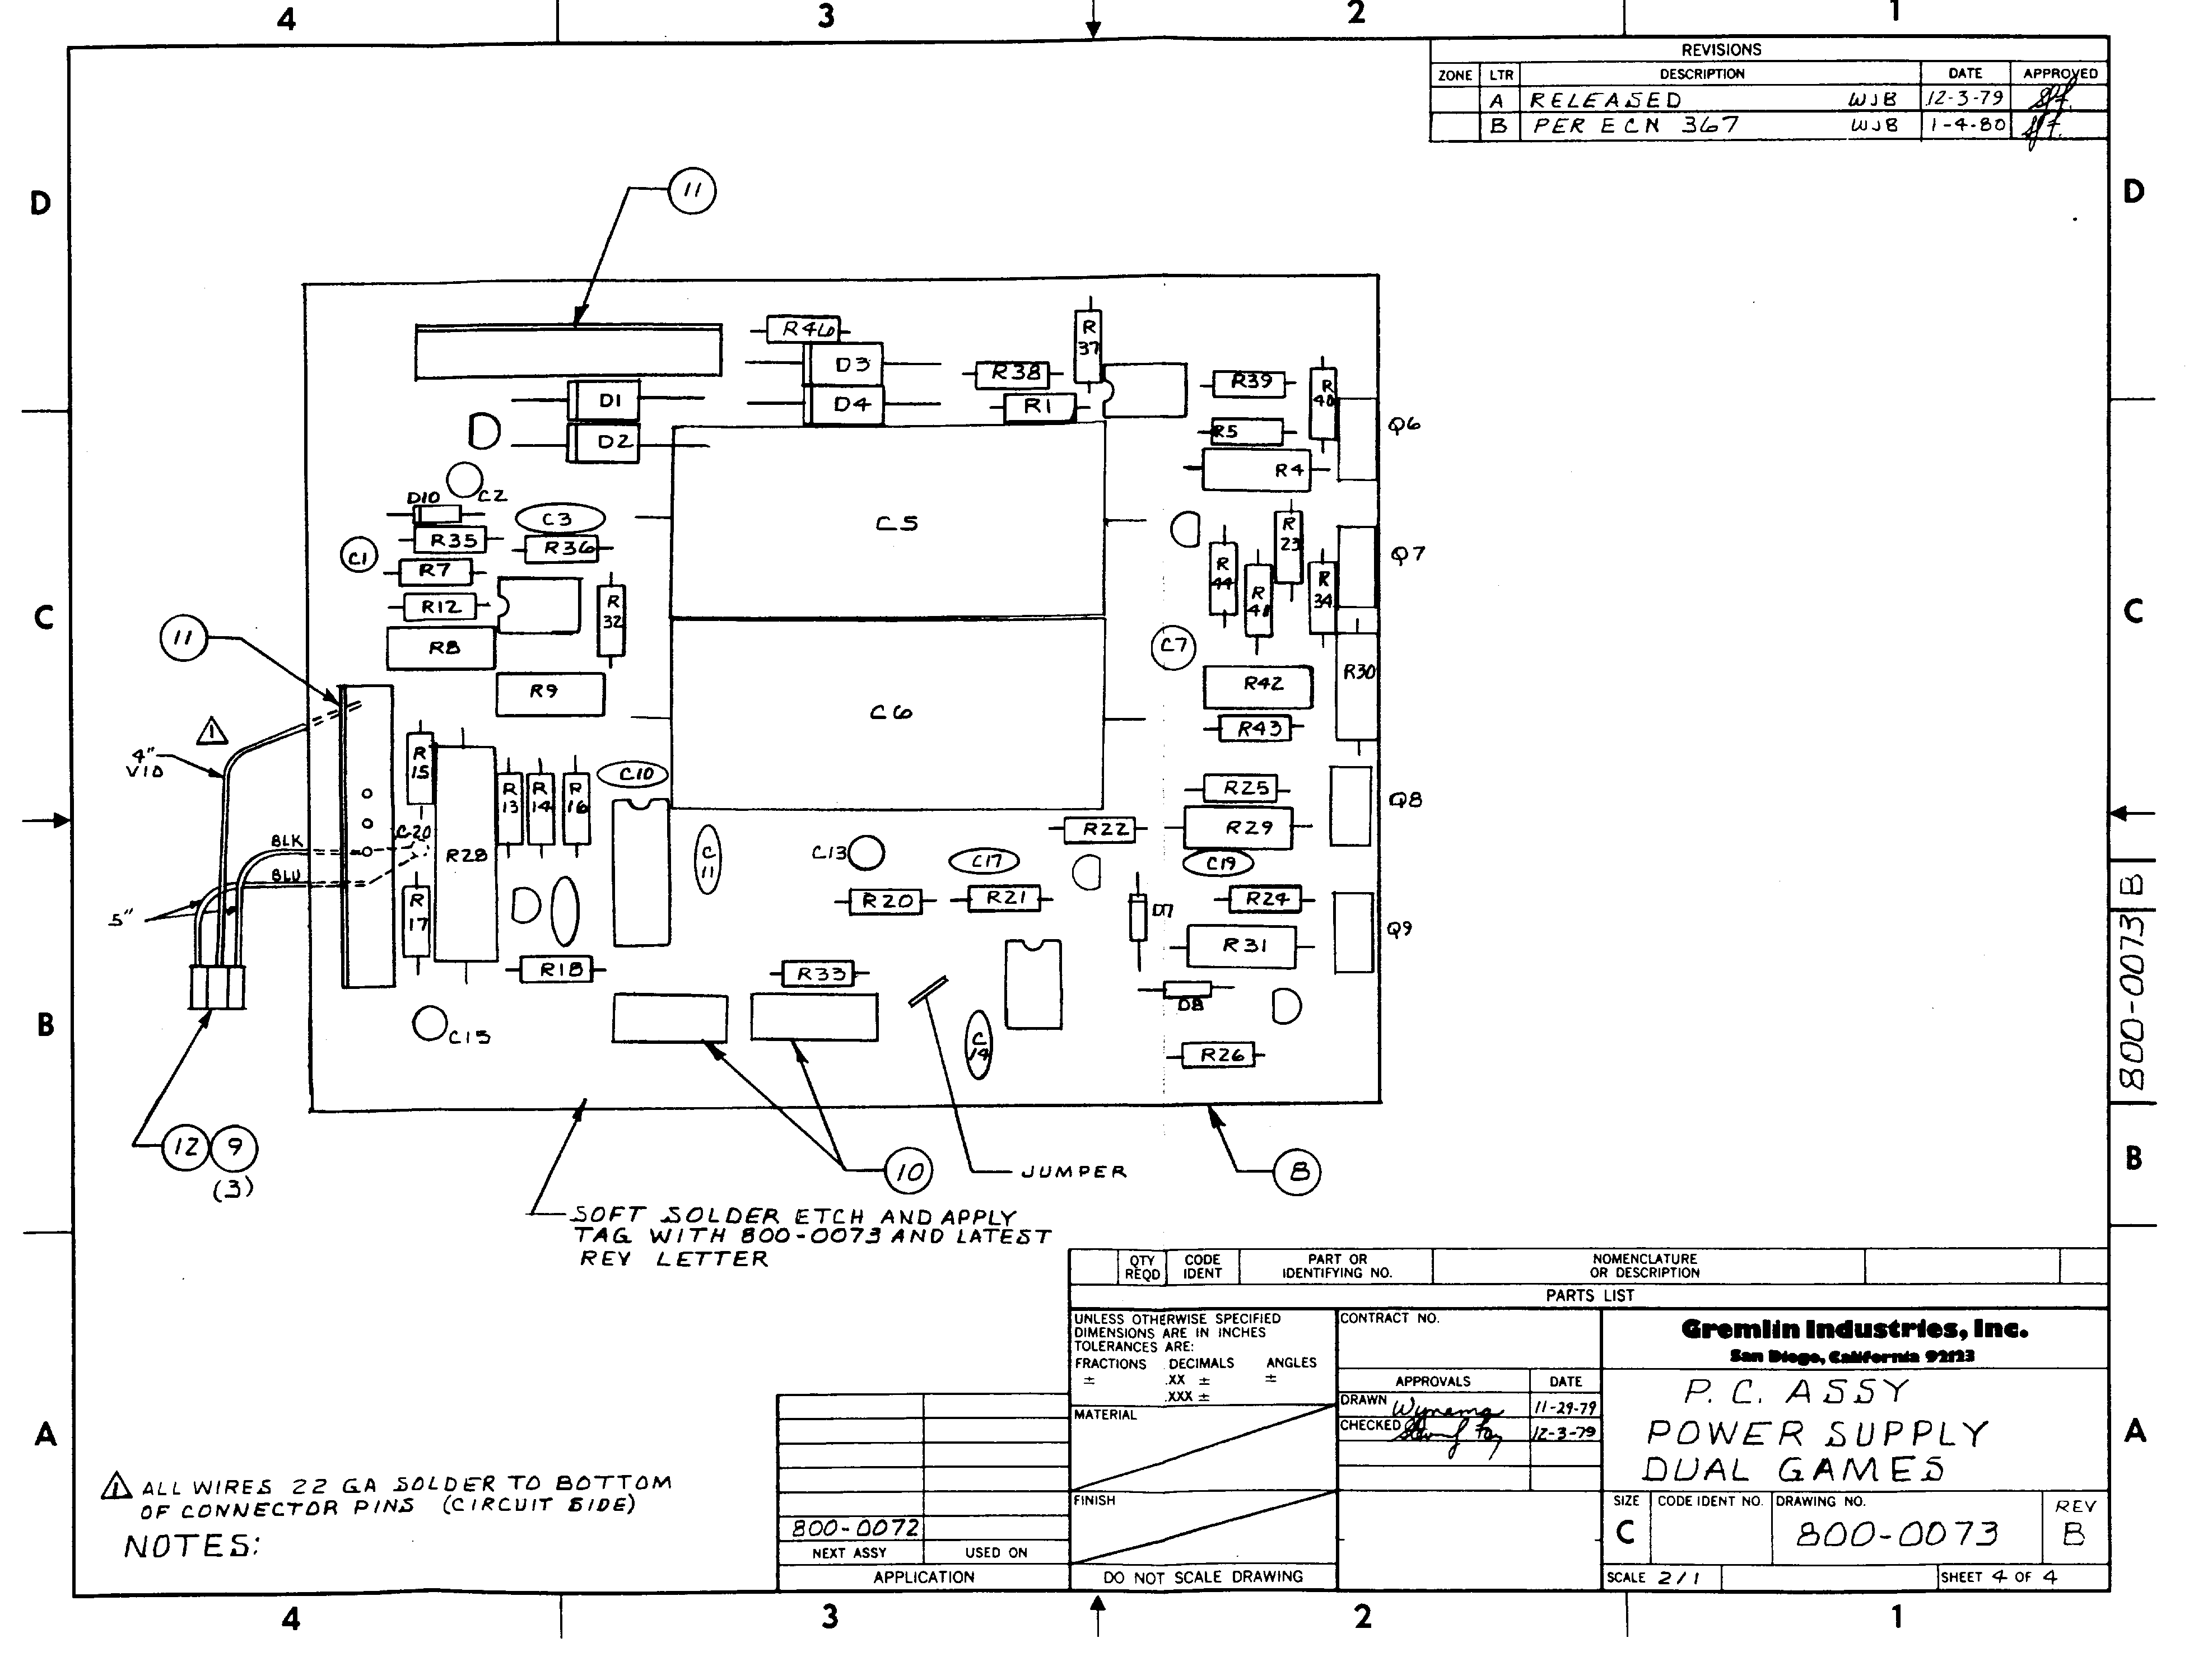 4 3 2 1
REVISIONS
ZONE LTR DESCRIPTION DATE APPROVED
A RELEASED WJB 12-3-79
B PER ECN 367 WJB 1-4-80
D D
11
R46
R 37
D3
R38
R39
D1
D4
R1
R 40
Q6
D2
R5
R4
D10
C2
C3
C5
R 23
R35
R36
C1
Q7
R7
R 44
R 34
R12
R 32
C C
11
R8
C7
R9
C6
R42
R30
R43
4"
VIO
1
R 15
R 13
R 14
R 16
C10
R25
Q8
BLK
C20
R28
C 11
C13
C17
R22
R29
C19
BLU
5"
R 17
R20
R21
D7
R24
Q9
R31
R18
R33
D8
C15
C 14
R26
B B
800-0073 B
12 9
(3)
10
JUMPER
8
SOFT SOLDER ETCH AND APPLY
TAG WITH 800-0073 AND LATEST
REV LETTER
QTY REQD CODE IDENT PART OR IDENTIFYING NO. NOMENCLATURE OR DESCRIPTION
PARTS LIST
UNLESS OTHERWISE SPECIFIED
DIMENSIONS ARE IN INCHES
TOLERANCES ARE:
FRACTIONS DECIMALS ANGLES
± .XX ± ±
.XXX ±
MATERIAL
FINISH
DO NOT SCALE DRAWING
CONTRACT NO.
APPROVALS DATE
DRAWN 11-29-79
CHECKED 12-3-79
Gremlin Industries, Inc.
San Diego, California 92123
P.C. ASSY
POWER SUPPLY
DUAL GAMES
SIZE CODE IDENT NO. DRAWING NO. REV
C 800-0073 B
SCALE 2/1 SHEET 4 OF 4
800-0072
NEXT ASSY USED ON
APPLICATION
A A
1 ALL WIRES 22 GA SOLDER TO BOTTOM
OF CONNECTOR PINS (CIRCUIT SIDE)
NOTES:
4 3 2 1